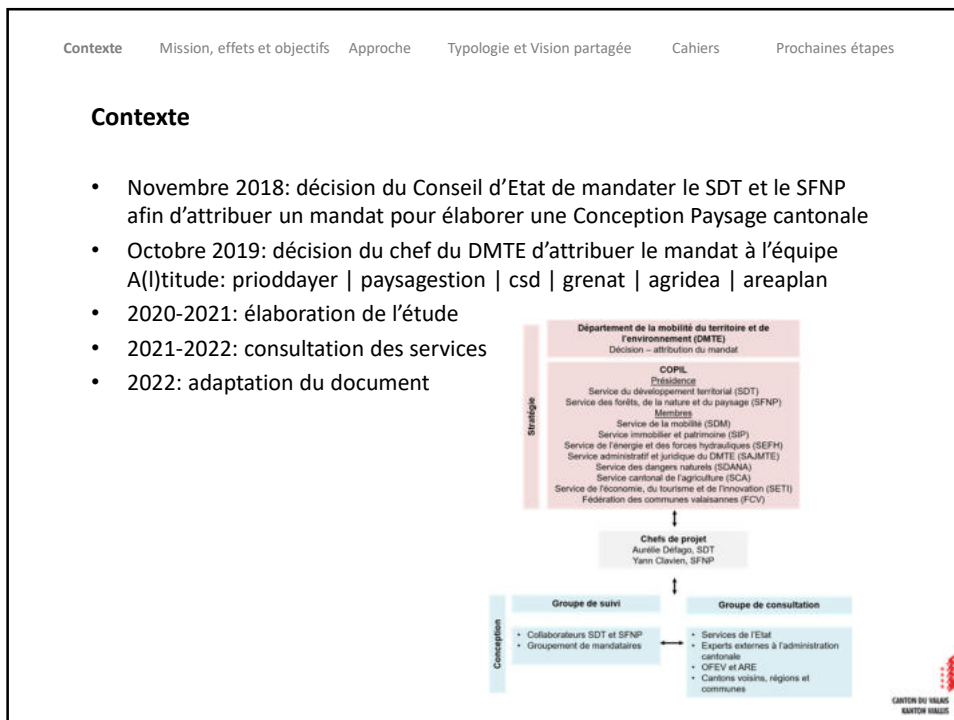 Contexte Mission, effets et objectifs Approche Typologie et Vision partagée Cahiers Prochaines étapes
Contexte
• Novembre 2018: décision du Conseil d'Etat de mandater le SDT et le SFNP
afin d'attribuer un mandat pour élaborer une Conception Paysage cantonale
• Octobre 2019: décision du chef du DMTE d'attribuer le mandat à l'équipe
A(l)titude: prioddayer | paysagestion | csd | grenat | agridea | areaplan
• 2020-2021: élaboration de l'étude
• 2021-2022: consultation des services
• 2022: adaptation du document
Stratégie
Département de la mobilité du territoire et de
l'environnement (DMTE)
Décision – attribution du mandat
COPIL
Présidence
Service du développement territorial (SDT)
Service des forêts, de la nature et du paysage (SFNP)
Membres
Service de la mobilité (SDM)
Service immobilier et patrimoine (SIP)
Service de l'énergie et des forces hydrauliques (SEFH)
Service administratif et juridique du DMTE (SAJMTE)
Service des dangers naturels (SDANA)
Service cantonal de l'agriculture (SCA)
Service de l'économie, du tourisme et de l'innovation (SETI)
Fédération des communes valaisannes (FCV)
Chefs de projet
Aurélie Défago, SDT
Yann Clavien, SFNP
Conception
Groupe de suivi
• Collaborateurs SDT et SFNP
• Groupement de mandataires
Groupe de consultation
• Services de l'Etat
• Experts externes à l'administration
cantonale
• OFEV et ARE
• Cantons voisins, régions et
communes
CANTON DU VALAIS
KANTON WALLIS